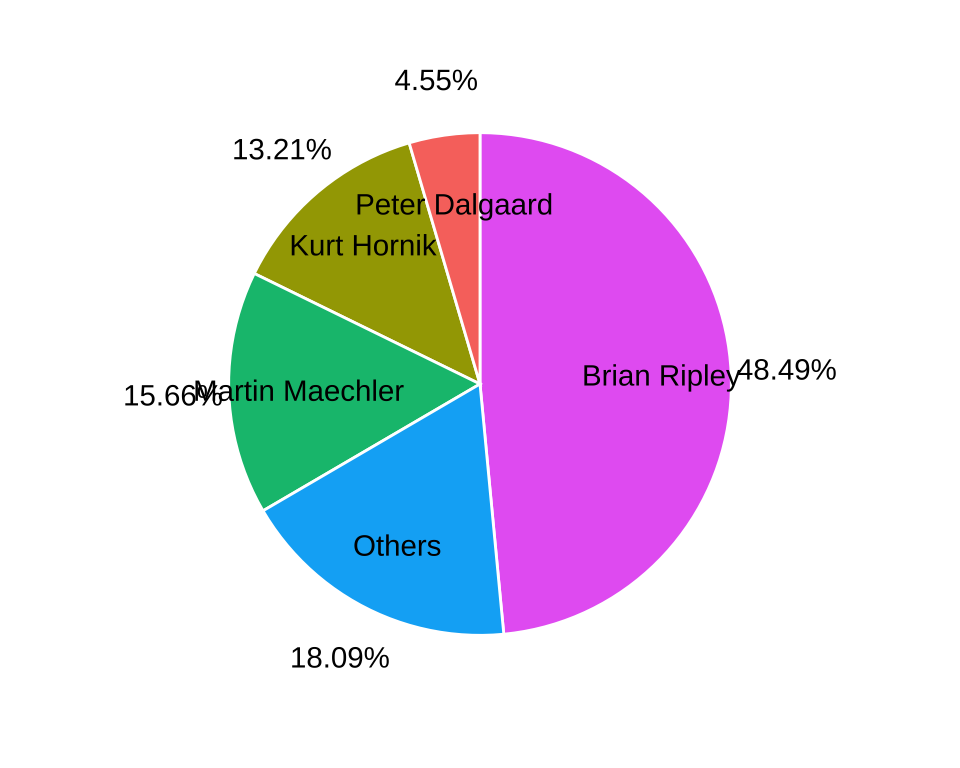 4.55%
13.21%
Peter Dalgaard
Kurt Hornik
Brian Ripley
48.49%
15.66%
Martin Maechler
Others
18.09%